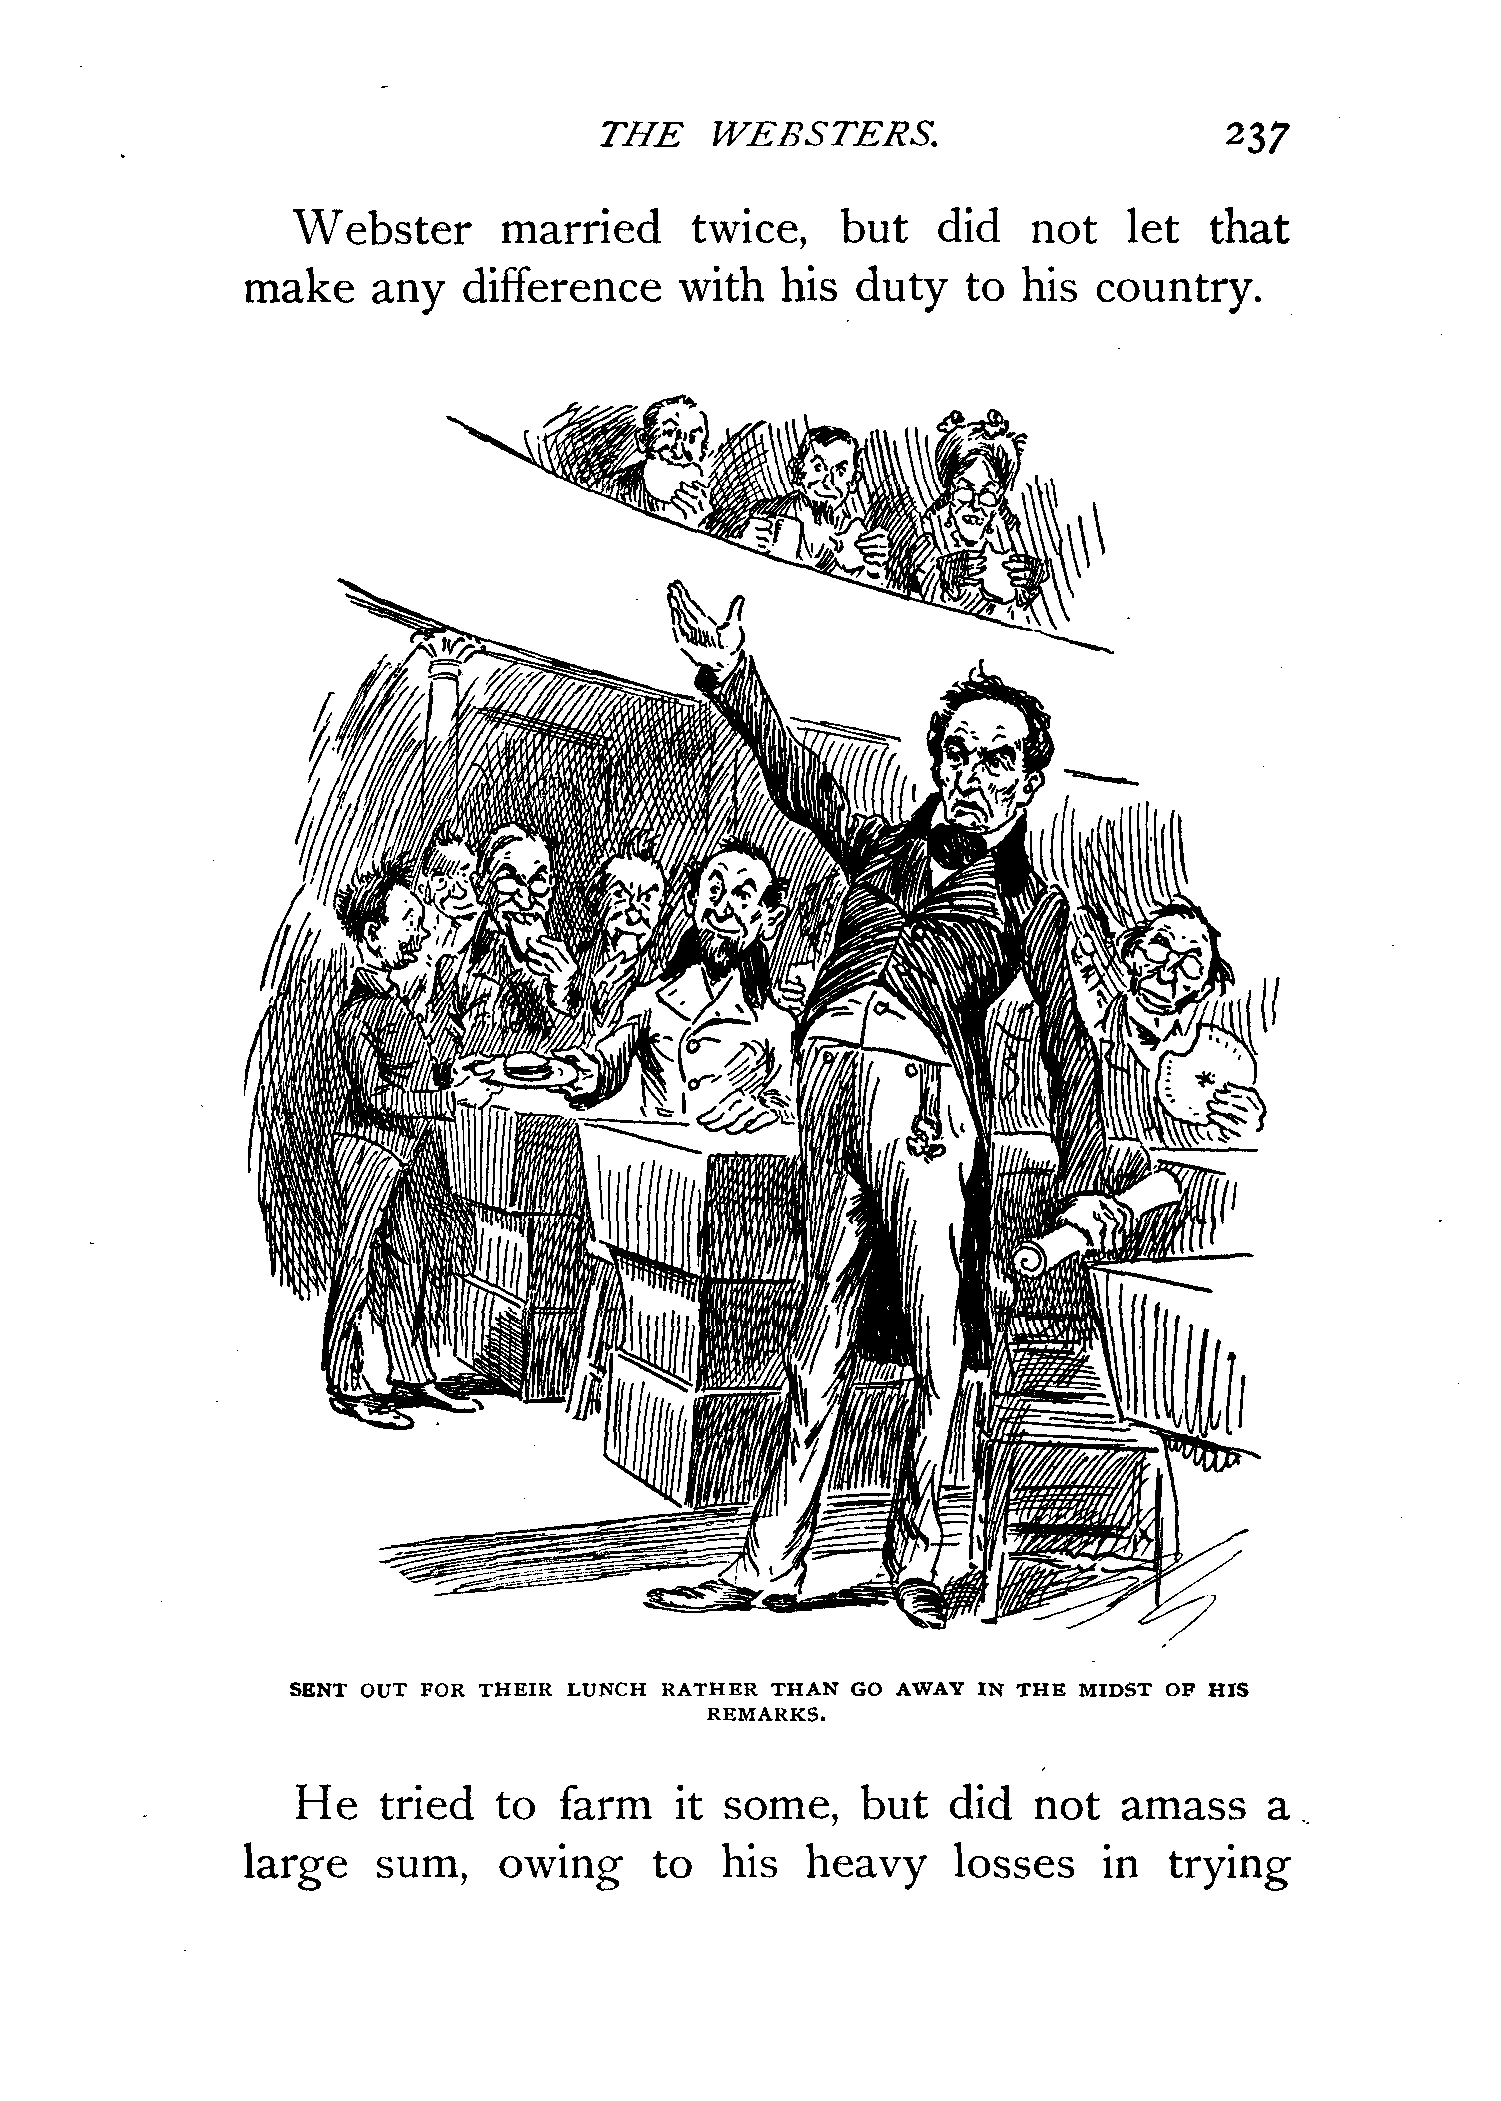 THE WEBSTERS. 237
Webster married twice, but did not let that
make any difference with his duty to his country.
SENT OUT FOR THEIR LUNCH RATHER THAN GO AWAY IN THE MIDST OF HIS
REMARKS.
He tried to farm it some, but did not amass a
large sum, owing to his heavy losses in trying